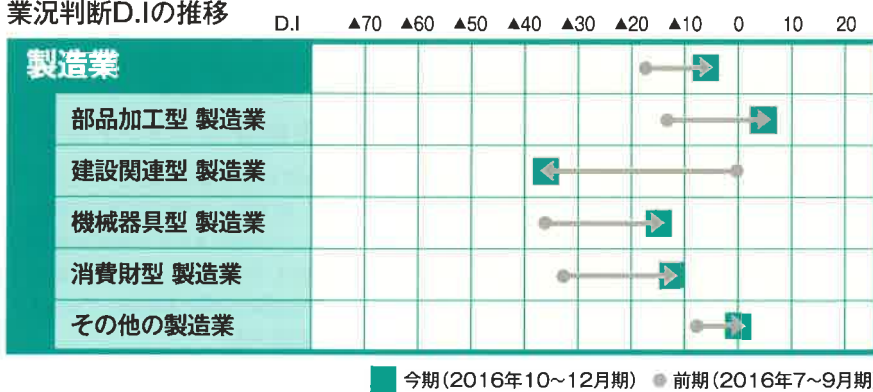 業況判断D.Iの推移
D.I ▲70 ▲60 ▲50 ▲40 ▲30 ▲20 ▲10 0 10 20
製造業
部品加工型 製造業
建設関連型 製造業
機械器具型 製造業
消費財型 製造業
その他の製造業
今期(2016年10～12月期) 前期(2016年7～9月期